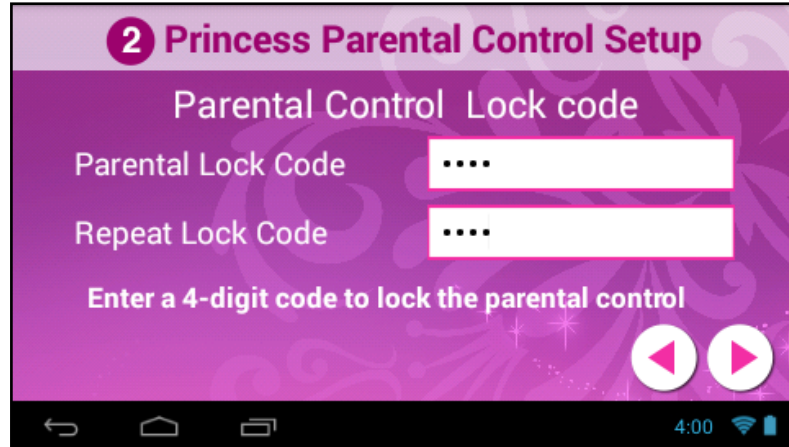 2 Princess Parental Control Setup
Parental Control Lock code
Parental Lock Code ••••
Repeat Lock Code ••••
Enter a 4-digit code to lock the parental control
4:00